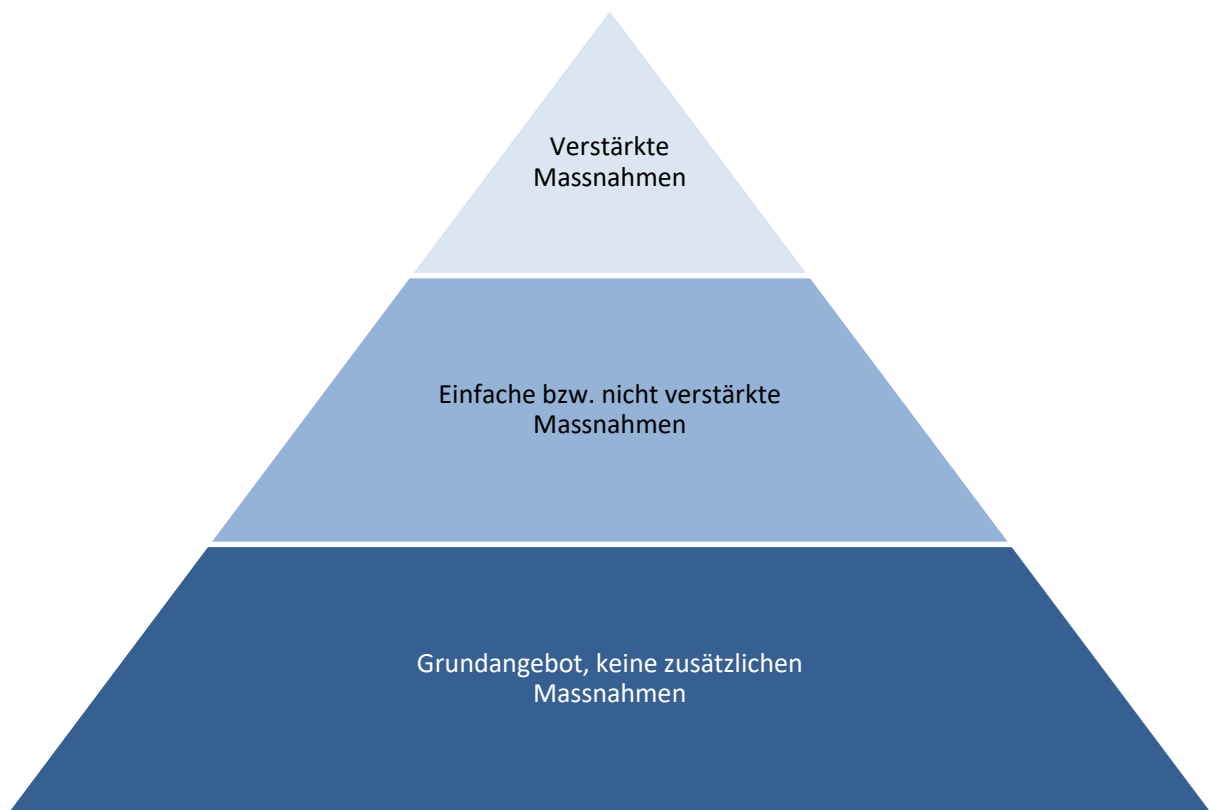 Verstärkte
Massnahmen
Einfache bzw. nicht verstärkte
Massnahmen
Grundangebot, keine zusätzlichen
Massnahmen